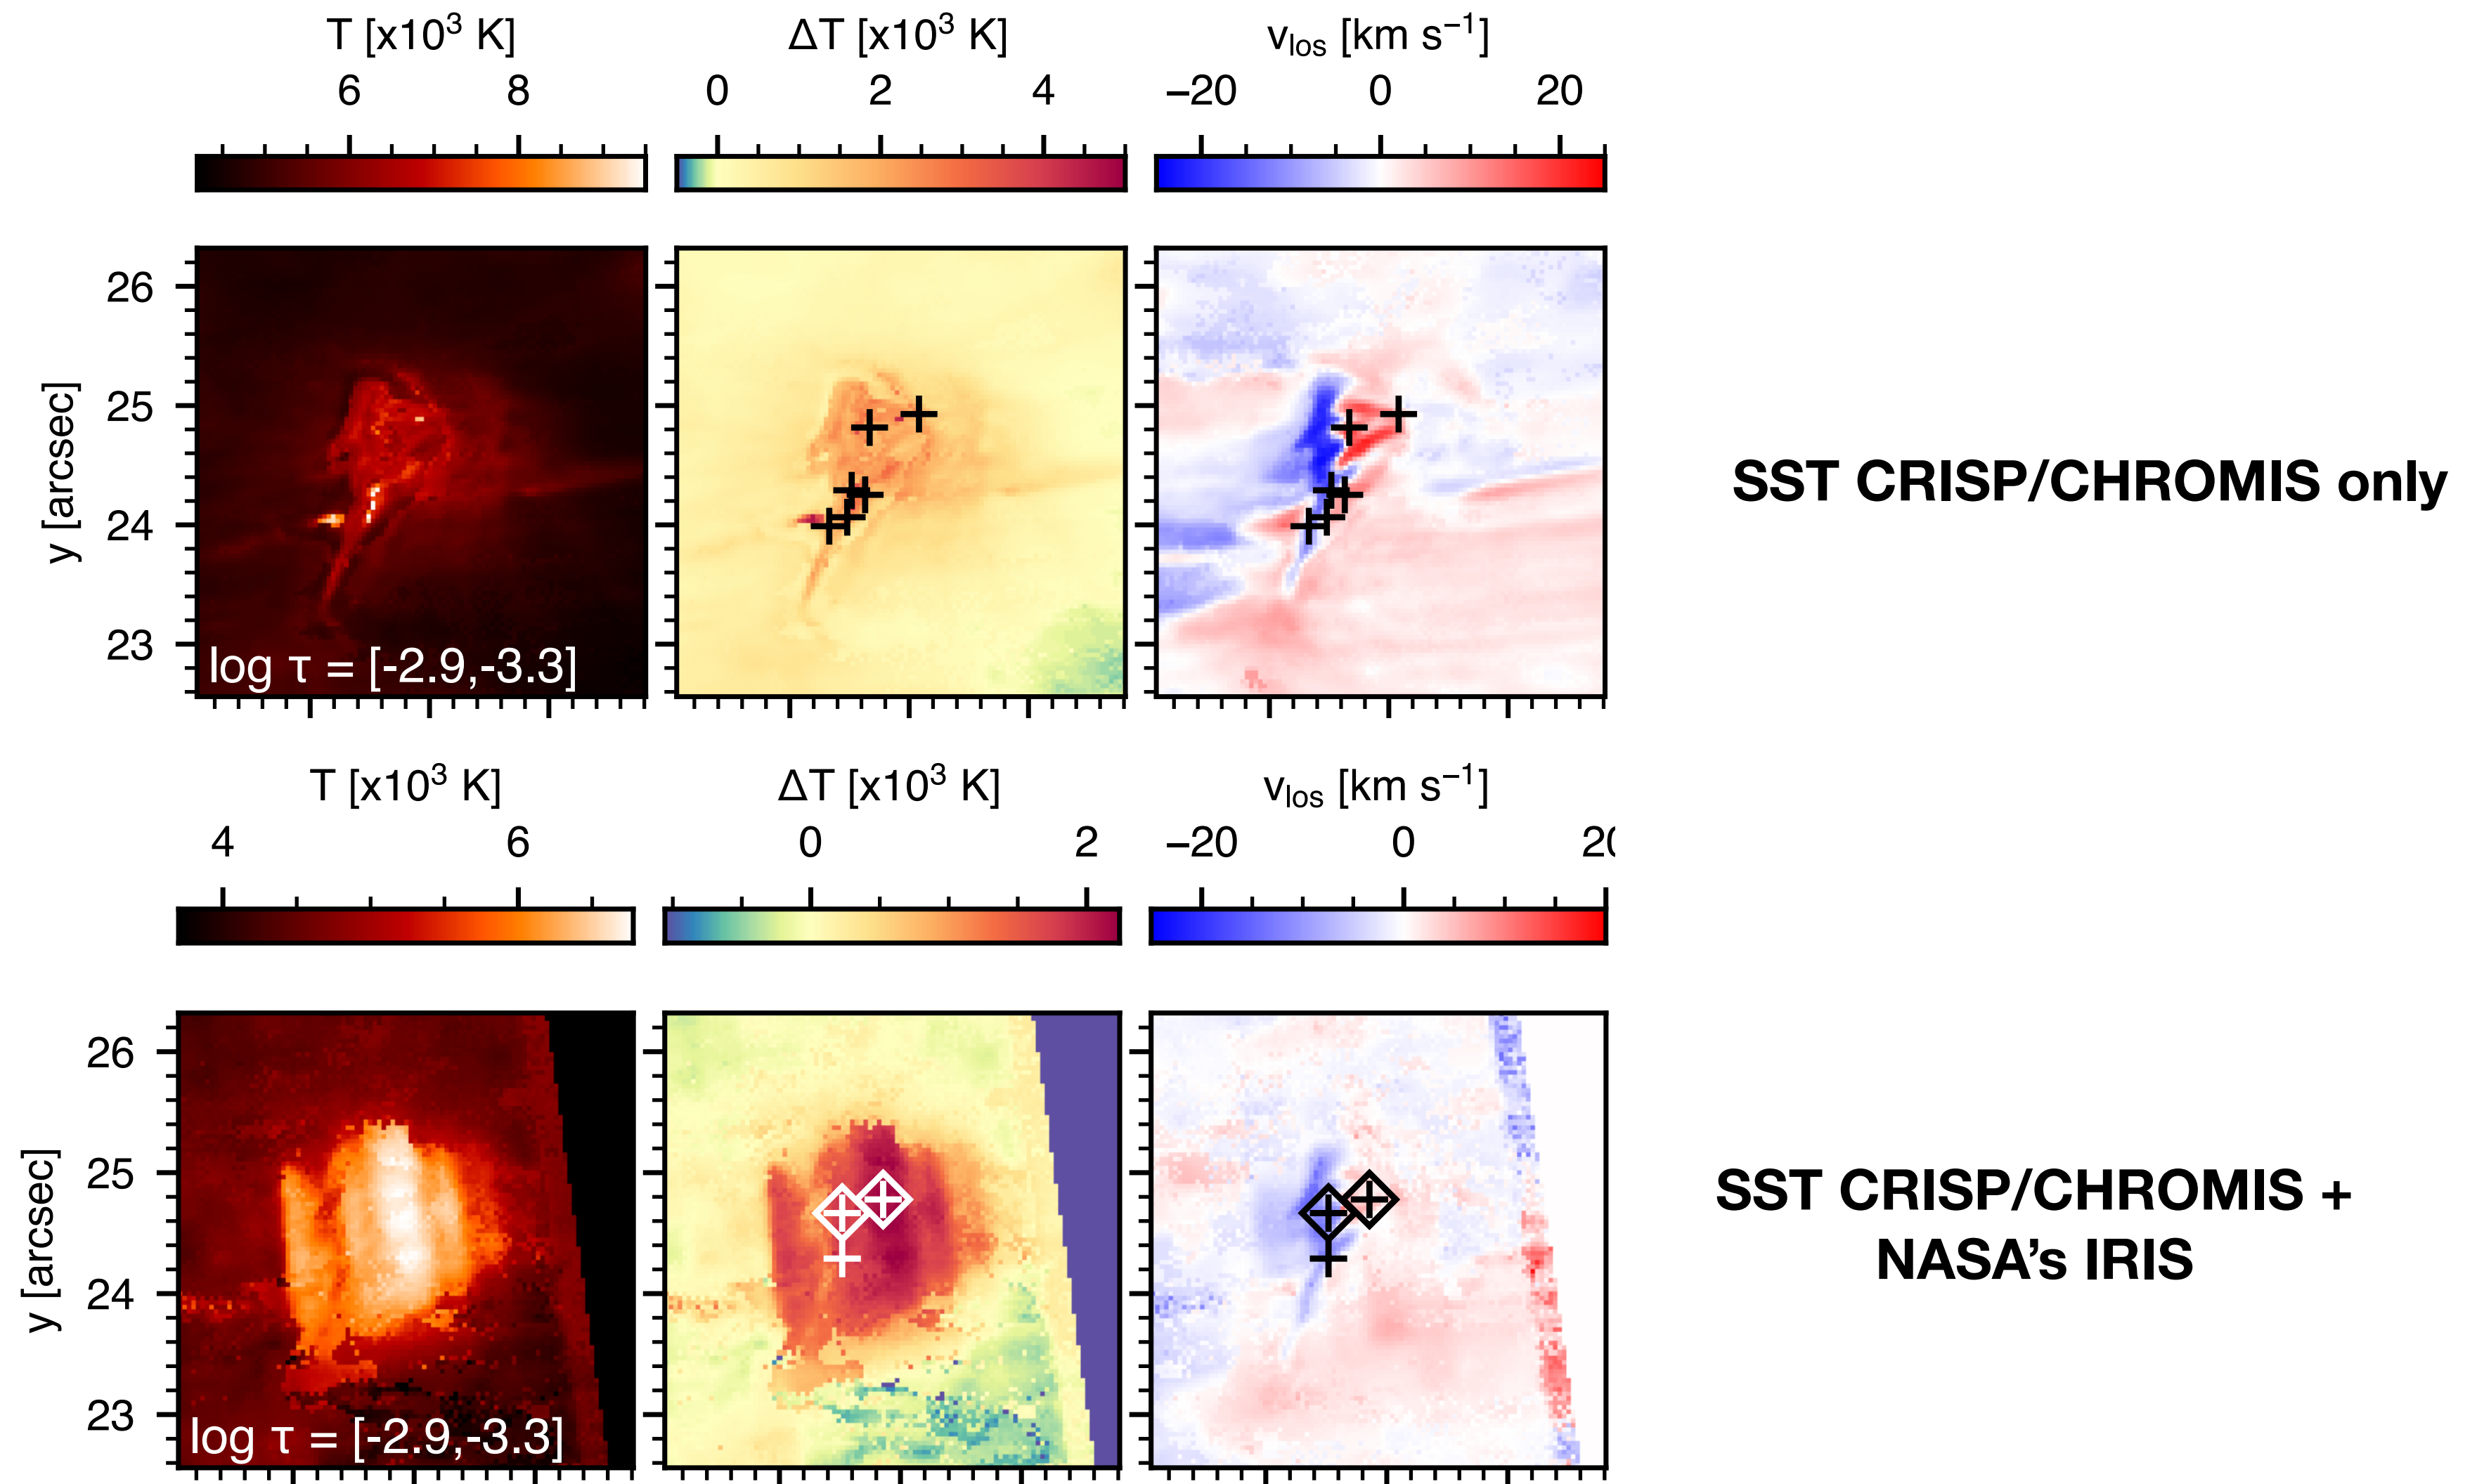 T [x10³ K] ΔT [x10³ K] v_los [km s⁻¹]
6 8 0 2 4 −20 0 20
26
25
24
23
y [arcsec]
log τ = [-2.9,-3.3]
SST CRISP/CHROMIS only
T [x10³ K] ΔT [x10³ K] v_los [km s⁻¹]
4 6 0 2 −20 0 20
26
25
24
23
y [arcsec]
log τ = [-2.9,-3.3]
SST CRISP/CHROMIS +
NASA’s IRIS